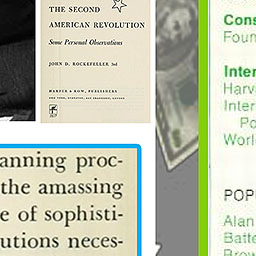 THE SECOND
AMERICAN REVOLUTION
Some Personal Observations
JOHN D. ROCKEFELLER 3rd
HARPER & ROW, PUBLISHERS
anning proc-
the amassing
e of sophisti-
utions neces-
Cons
Foun
Inter
Harv
Inter
Po
World
POP
Alan
Batte
Brow